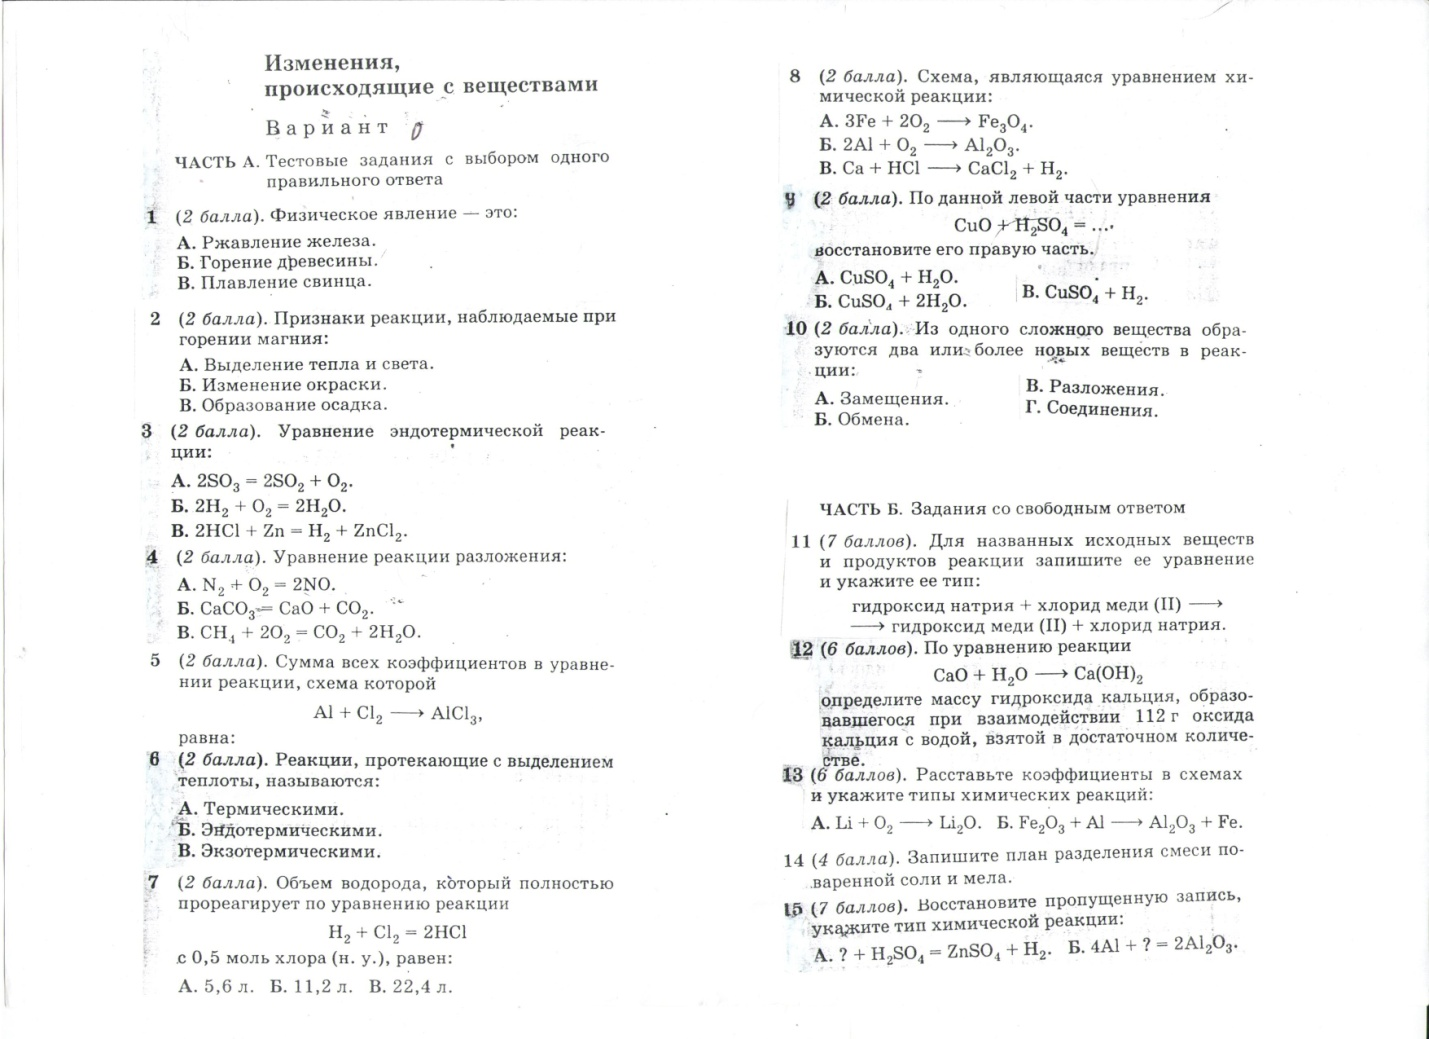 Изменения,
происходящие с веществами
Вариант 0
ЧАСТЬ А. Тестовые задания с выбором одного
правильного ответа
1 (2 балла). Физическое явление — это:
А. Ржавление железа.
Б. Горение древесины.
В. Плавление свинца.
2 (2 балла). Признаки реакции, наблюдаемые при
горении магния:
А. Выделение тепла и света.
Б. Изменение окраски.
В. Образование осадка.
3 (2 балла). Уравнение эндотермической реак-
ции:
А. 2SO₃ = 2SO₂ + O₂.
Б. 2H₂ + O₂ = 2H₂O.
В. 2HCl + Zn = H₂ + ZnCl₂.
4 (2 балла). Уравнение реакции разложения:
А. N₂ + O₂ = 2NO.
Б. CaCO₃ = CaO + CO₂.
В. CH₄ + 2O₂ = CO₂ + 2H₂O.
5 (2 балла). Сумма всех коэффициентов в уравне-
нии реакции, схема которой
Al + Cl₂ ⟶ AlCl₃,
равна:
6 (2 балла). Реакции, протекающие с выделением
теплоты, называются:
А. Термическими.
Б. Эндотермическими.
В. Экзотермическими.
7 (2 балла). Объем водорода, который полностью
прореагирует по уравнению реакции
H₂ + Cl₂ = 2HCl
с 0,5 моль хлора (н. у.), равен:
А. 5,6 л. Б. 11,2 л. В. 22,4 л.
8 (2 балла). Схема, являющаяся уравнением хи-
мической реакции:
А. 3Fe + 2O₂ ⟶ Fe₃O₄.
Б. 2Al + O₂ ⟶ Al₂O₃.
В. Ca + HCl ⟶ CaCl₂ + H₂.
9 (2 балла). По данной левой части уравнения
CuO + H₂SO₄ = ...
восстановите его правую часть.
А. CuSO₄ + H₂O.
Б. CuSO₄ + 2H₂O.
В. CuSO₄ + H₂.
10 (2 балла). Из одного сложного вещества обра-
зуются два или более новых веществ в реак-
ции:
А. Замещения.
Б. Обмена.
В. Разложения.
Г. Соединения.
ЧАСТЬ Б. Задания со свободным ответом
11 (7 баллов). Для названных исходных веществ
и продуктов реакции запишите ее уравнение
и укажите ее тип:
гидроксид натрия + хлорид меди (II) ⟶
⟶ гидроксид меди (II) + хлорид натрия.
12 (6 баллов). По уравнению реакции
CaO + H₂O ⟶ Ca(OH)₂
определите массу гидроксида кальция, образо-
вавшегося при взаимодействии 112 г оксида
кальция с водой, взятой в достаточном количе-
стве.
13 (6 баллов). Расставьте коэффициенты в схемах
и укажите типы химических реакций:
А. Li + O₂ ⟶ Li₂O. Б. Fe₂O₃ + Al ⟶ Al₂O₃ + Fe.
14 (4 балла). Запишите план разделения смеси по-
варенной соли и мела.
15 (7 баллов). Восстановите пропущенную запись,
укажите тип химической реакции:
А. ? + H₂SO₄ = ZnSO₄ + H₂. Б. 4Al + ? = 2Al₂O₃.